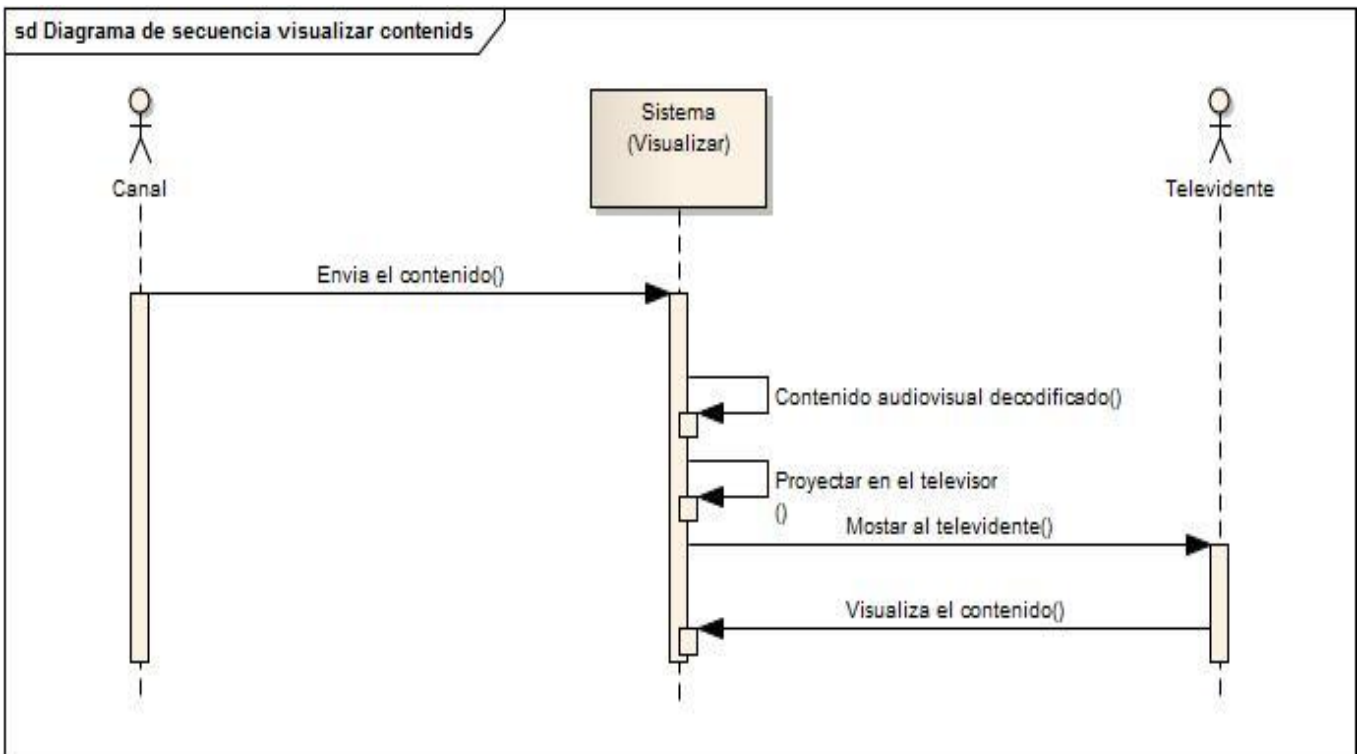 sd Diagrama de secuencia visualizar contenids
Canal
Sistema
(Visualizar)
Televidente
Envia el contenido()
Contenido audiovisual decodificado()
Proyectar en el televisor
()
Mostar al televidente()
Visualiza el contenido()